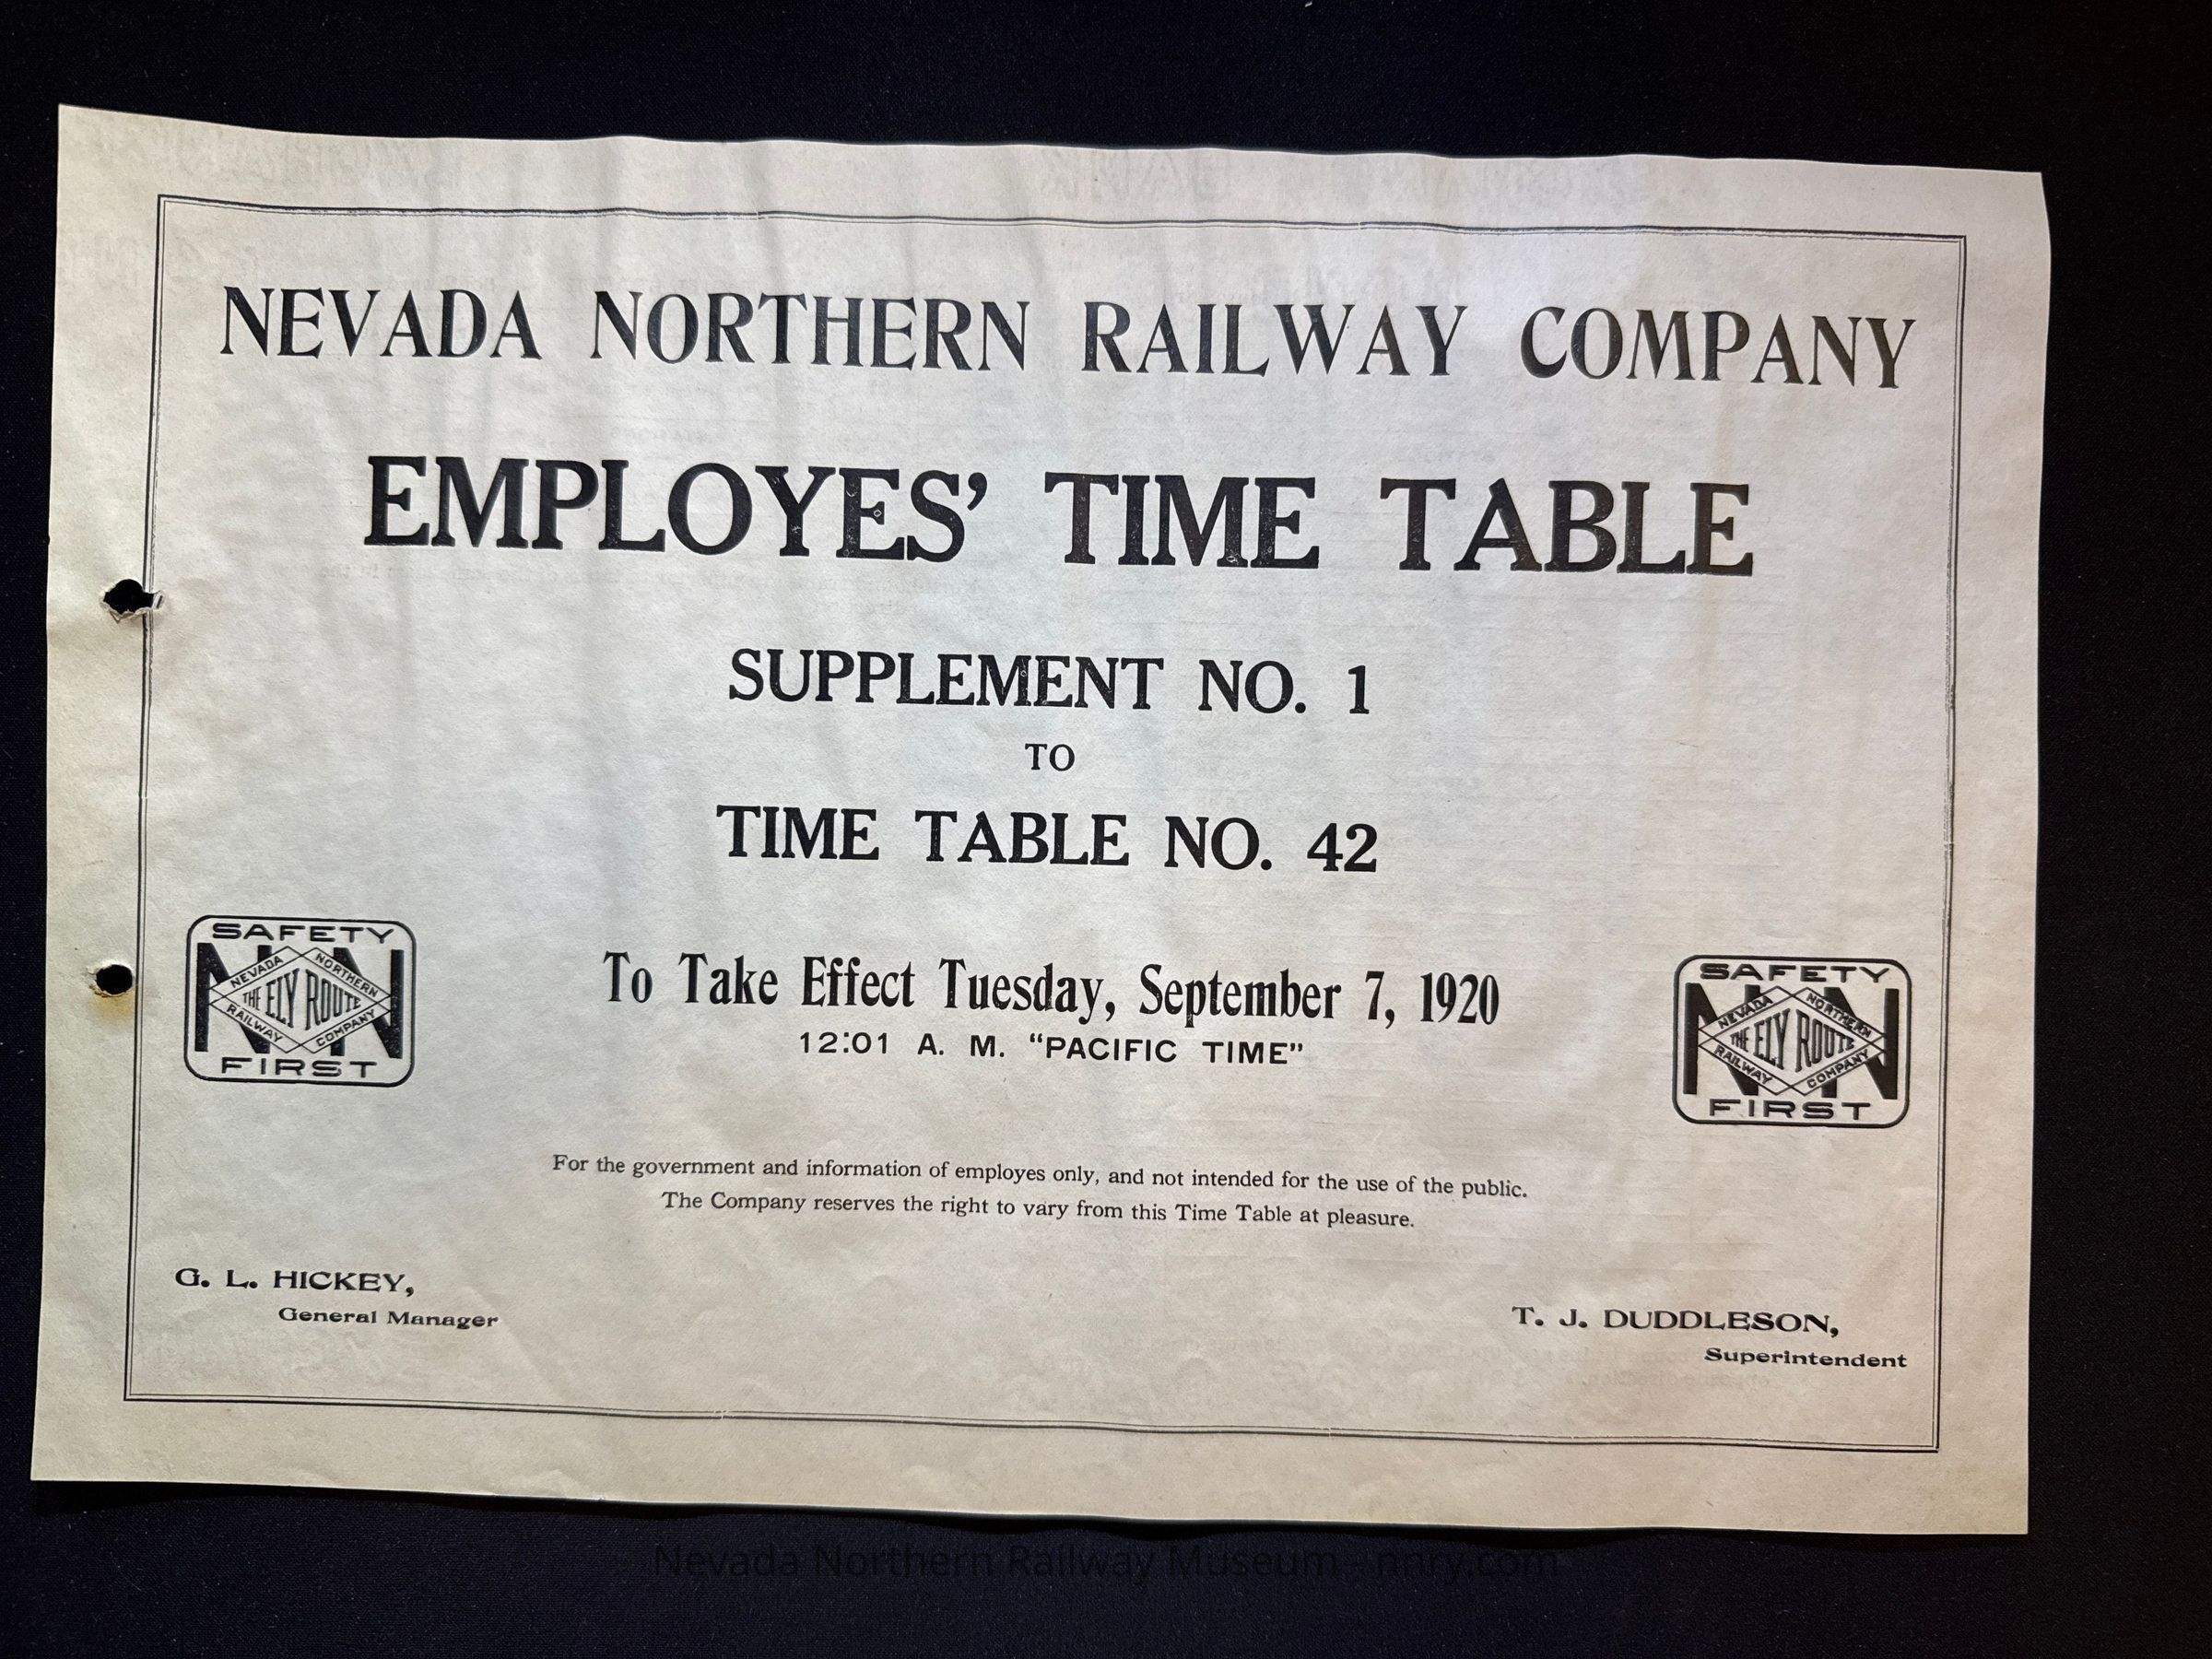 NEVADA NORTHERN RAILWAY COMPANY
EMPLOYES' TIME TABLE
SUPPLEMENT NO. 1
TO
TIME TABLE NO. 42
To Take Effect Tuesday, September 7, 1920
12:01 A. M. "PACIFIC TIME"
SAFETY
NN
NEVADA NORTHERN
THE ELY ROUTE
RAILWAY COMPANY
FIRST
SAFETY
NN
NEVADA NORTHERN
THE ELY ROUTE
RAILWAY COMPANY
FIRST
For the government and information of employes only, and not intended for the use of the public.
The Company reserves the right to vary from this Time Table at pleasure.
G. L. HICKEY,
General Manager
T. J. DUDDLESON,
Superintendent
Nevada Northern Railway Museum - nnry.com